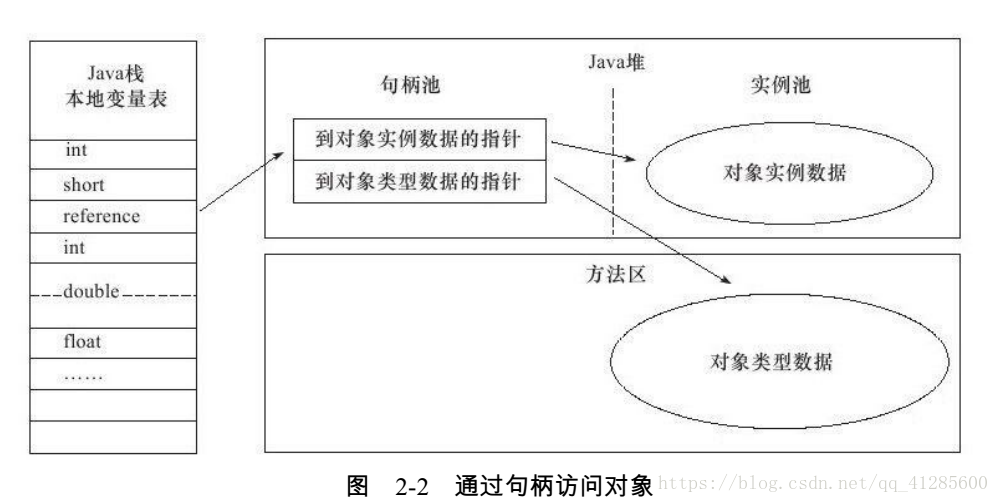 Java栈
本地变量表
int
short
reference
int
double
float
……
Java堆
句柄池
实例池
到对象实例数据的指针
到对象类型数据的指针
对象实例数据
方法区
对象类型数据
图 2-2 通过句柄访问对象
https://blog.csdn.net/qq_41285600